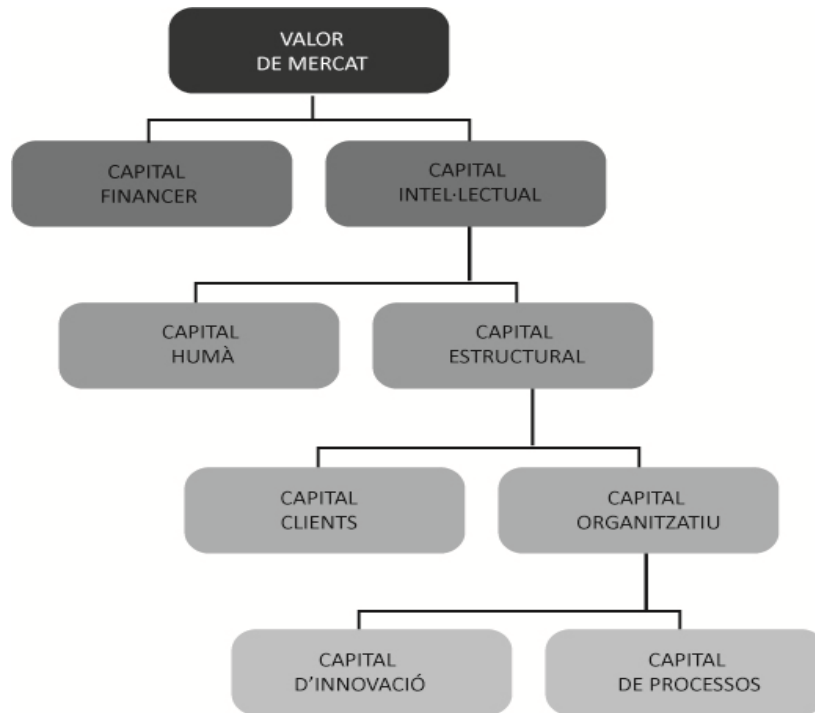 VALOR
DE MERCAT
CAPITAL
FINANCER
CAPITAL
INTEL·LECTUAL
CAPITAL
HUMÀ
CAPITAL
ESTRUCTURAL
CAPITAL
CLIENTS
CAPITAL
ORGANITZATIU
CAPITAL
D'INNOVACIÓ
CAPITAL
DE PROCESSOS